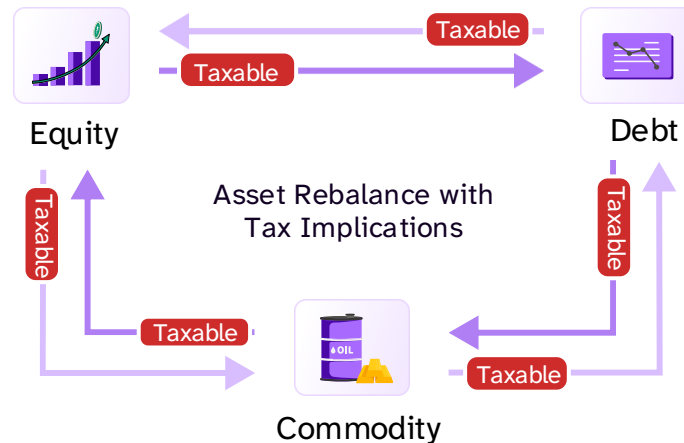 Taxable
Taxable
Equity
Debt
Taxable
Taxable
Asset Rebalance with
Tax Implications
Taxable
OIL
Taxable
Commodity